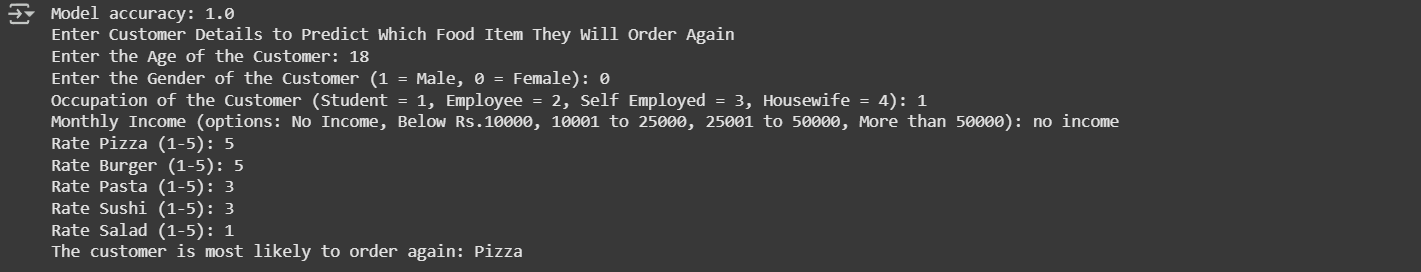 Model accuracy: 1.0
Enter Customer Details to Predict Which Food Item They Will Order Again
Enter the Age of the Customer: 18
Enter the Gender of the Customer (1 = Male, 0 = Female): 0
Occupation of the Customer (Student = 1, Employee = 2, Self Employed = 3, Housewife = 4): 1
Monthly Income (options: No Income, Below Rs.10000, 10001 to 25000, 25001 to 50000, More than 50000): no income
Rate Pizza (1-5): 5
Rate Burger (1-5): 5
Rate Pasta (1-5): 3
Rate Sushi (1-5): 3
Rate Salad (1-5): 1
The customer is most likely to order again: Pizza